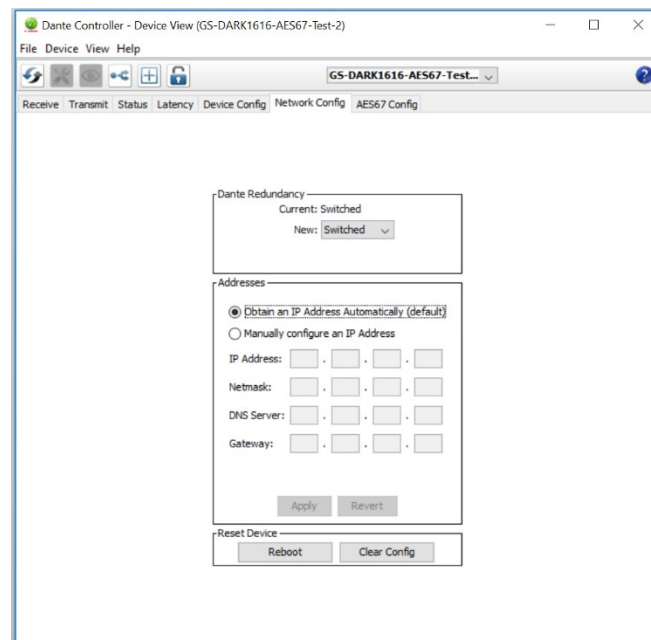 Dante Controller - Device View (GS-DARK1616-AES67-Test-2)
File Device View Help
GS-DARK1616-AES67-Test...
?
Receive Transmit Status Latency Device Config Network Config AES67 Config
Dante Redundancy
Current: Switched
New: Switched
Addresses
Obtain an IP Address Automatically (default)
Manually configure an IP Address
IP Address: . . .
Netmask: . . .
DNS Server: . . .
Gateway: . . .
Apply Revert
Reset Device
Reboot Clear Config